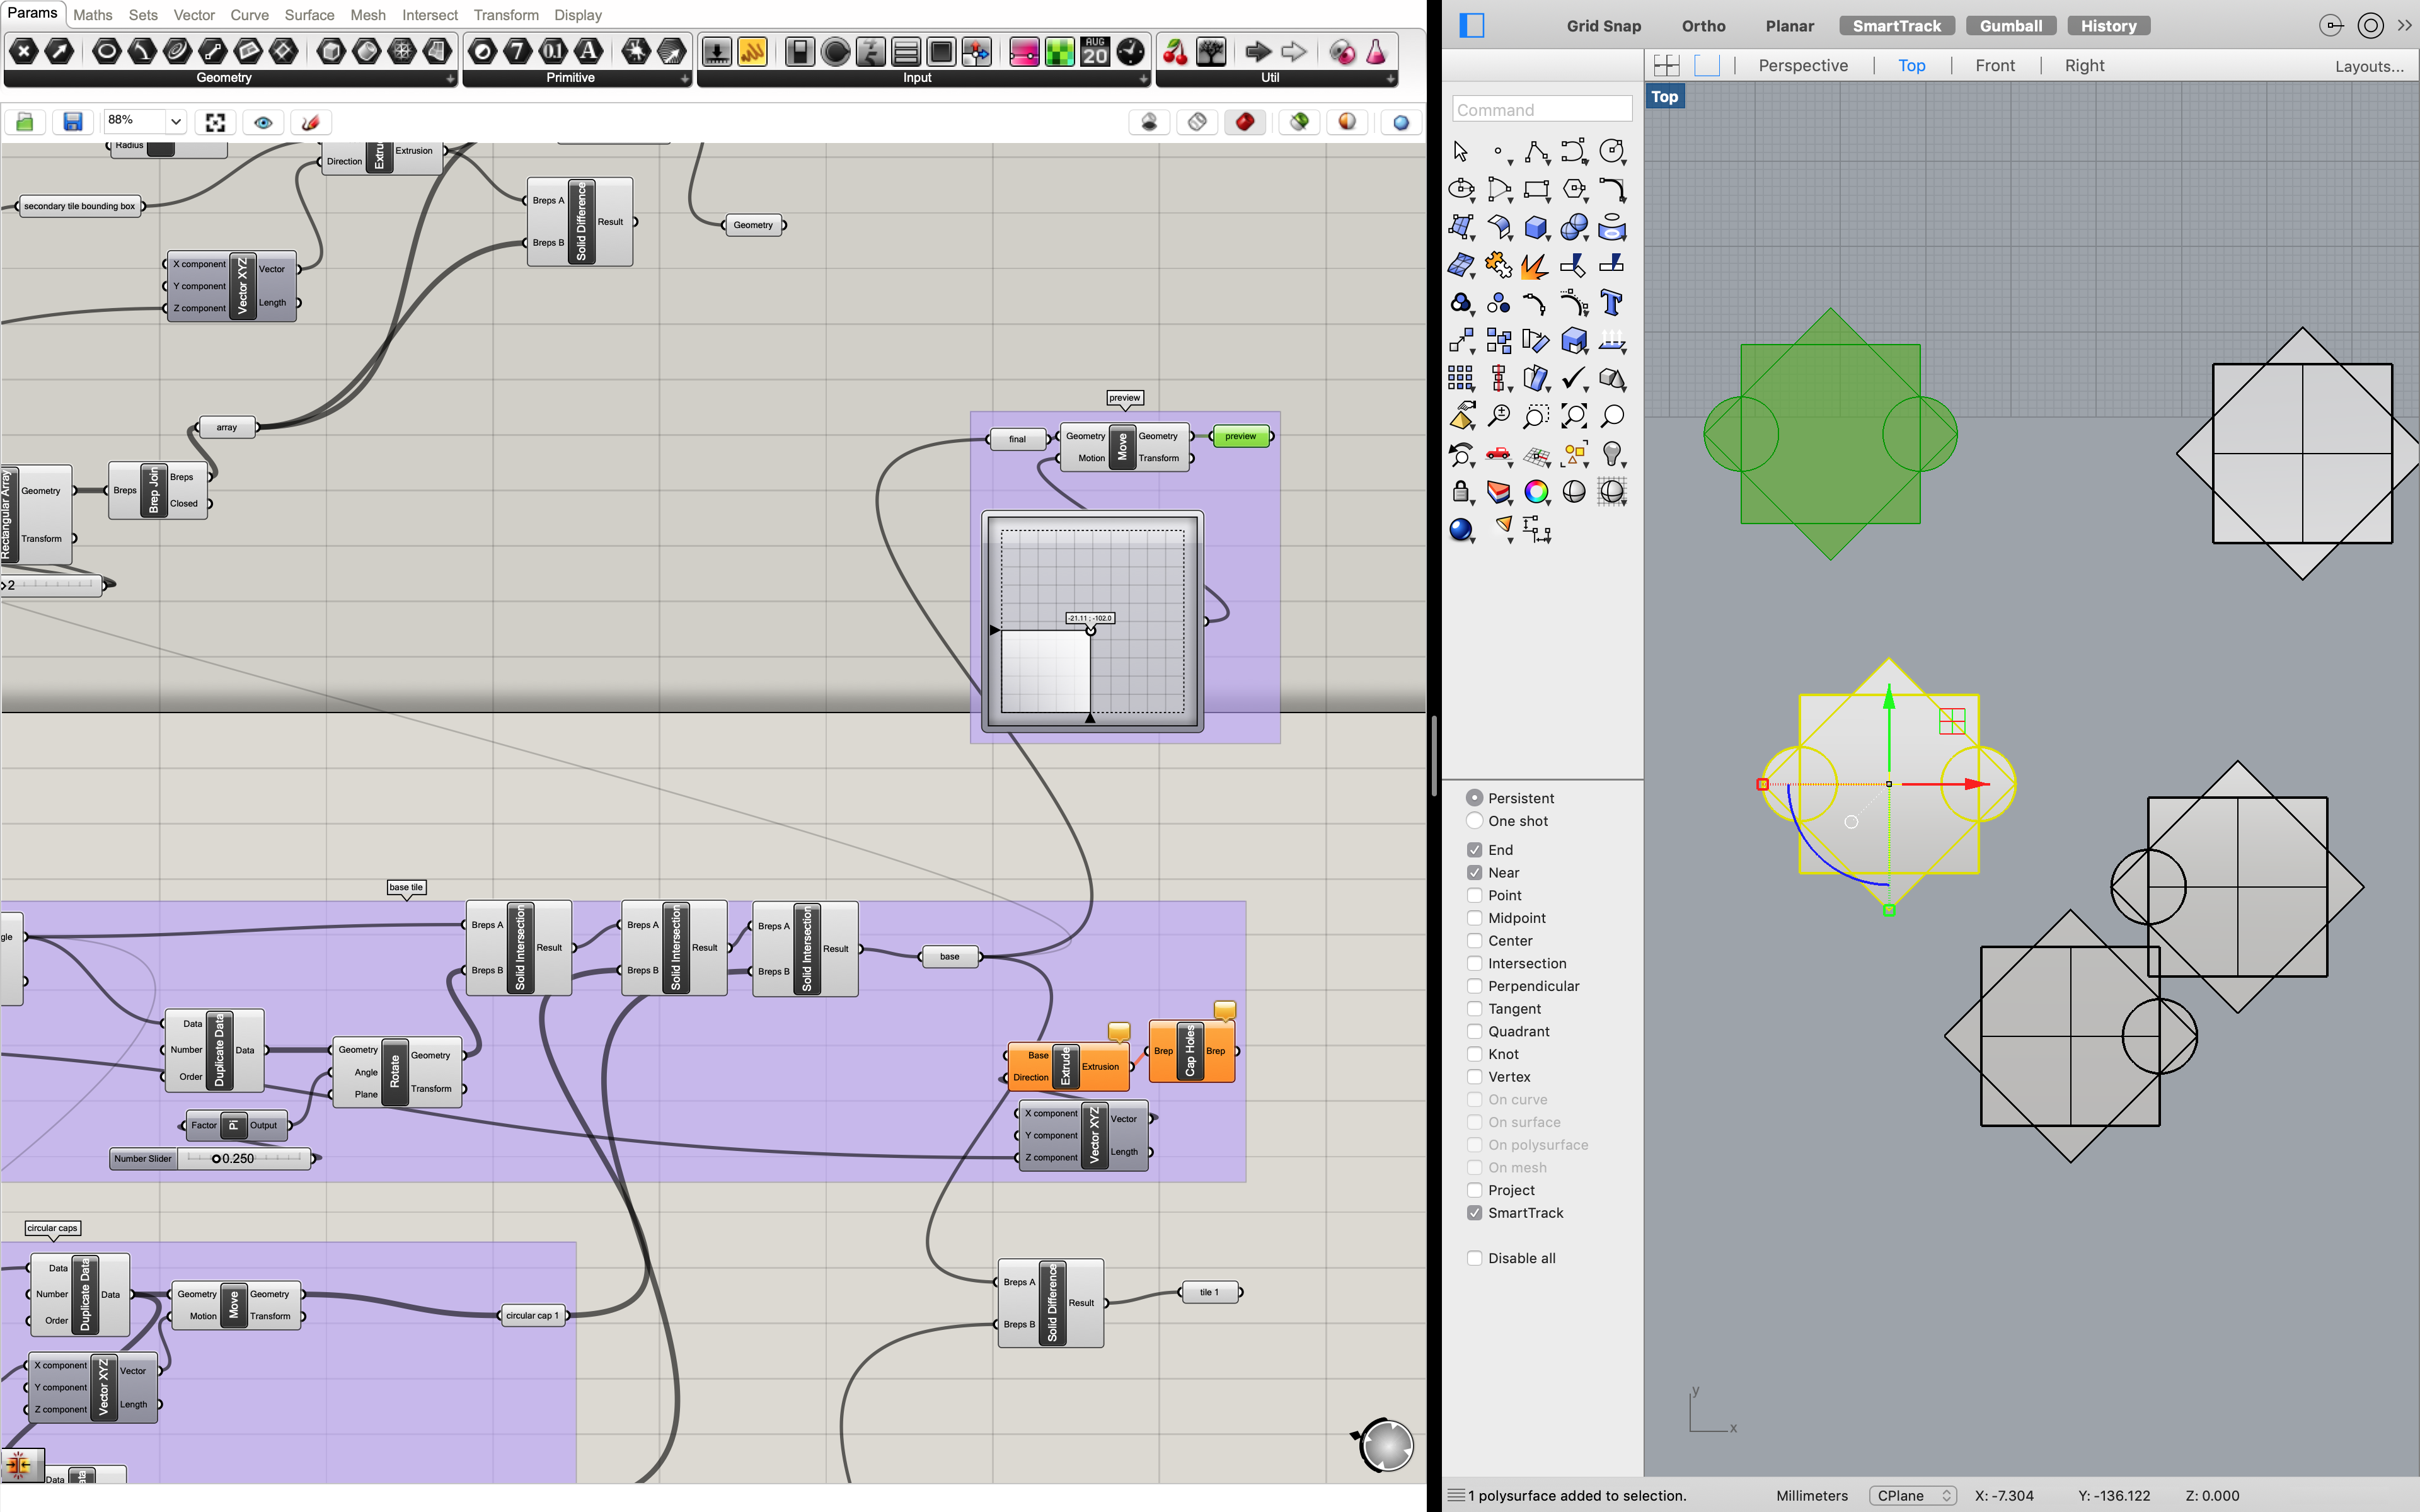 Params Maths Sets Vector Curve Surface Mesh Intersect Transform Display
Geometry Primitive Input Util
AUG
20
88%
Radius
Direction Extrusion
secondary tile bounding box
Breps A
Breps B
Solid Difference
Result
Geometry
X component
Y component
Z component
Vector XYZ
Vector
Length
array
Rectangular Array
Geometry
Transform
Breps
Brep Join
Breps
Closed
2
preview
final
Geometry
Motion
Move
Geometry
Transform
preview
-21.11 ; -102.0
base tile
gle
Breps A
Breps B
Solid Intersection
Result
Breps A
Breps B
Solid Intersection
Result
Breps A
Breps B
Solid Intersection
Result
base
Data
Number
Order
Duplicate Data
Data
Geometry
Angle
Plane
Rotate
Geometry
Transform
Factor
Pi
Output
Number Slider
0.250
Base
Direction
Extrude
Extrusion
Brep
Cap Holes
Brep
X component
Y component
Z component
Vector XYZ
Vector
Length
circular caps
Data
Number
Order
Duplicate Data
Data
Geometry
Motion
Move
Geometry
Transform
circular cap 1
X component
Y component
Z component
Vector XYZ
Vector
Length
Data
Breps A
Breps B
Solid Difference
Result
tile 1
Grid Snap Ortho Planar SmartTrack Gumball History
Perspective Top Front Right Layouts...
Command
Top
Persistent
One shot
End
Near
Point
Midpoint
Center
Intersection
Perpendicular
Tangent
Quadrant
Knot
Vertex
On curve
On surface
On polysurface
On mesh
Project
SmartTrack
Disable all
y
x
1 polysurface added to selection. Millimeters CPlane X: -7.304 Y: -136.122 Z: 0.000